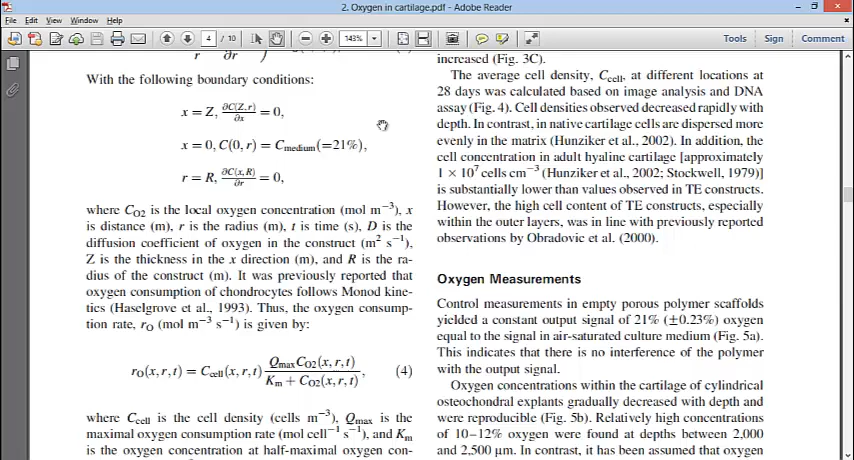 2. Oxygen in cartilage.pdf - Adobe Reader
File Edit View Window Help
4 / 10 143% Tools Sign Comment
r ∂r
With the following boundary conditions:
x = Z, ∂C(Z, r)/∂x = 0,
x = 0, C(0, r) = Cmedium(=21%),
r = R, ∂C(x, R)/∂r = 0,
where CO2 is the local oxygen concentration (mol m−3), x
is distance (m), r is the radius (m), t is time (s), D is the
diffusion coefficient of oxygen in the construct (m2 s−1),
Z is the thickness in the x direction (m), and R is the ra-
dius of the construct (m). It was previously reported that
oxygen consumption of chondrocytes follows Monod kine-
tics (Haselgrove et al., 1993). Thus, the oxygen consump-
tion rate, rO (mol m−3 s−1) is given by:
rO(x, r, t) = Ccell(x, r, t) QmaxCO2(x, r, t)/Km + CO2(x, r, t), (4)
where Ccell is the cell density (cells m−3), Qmax is the
maximal oxygen consumption rate (mol cell−1 s−1), and Km
is the oxygen concentration at half-maximal oxygen con-
increased (Fig. 3C).
The average cell density, Ccell, at different locations at
28 days was calculated based on image analysis and DNA
assay (Fig. 4). Cell densities observed decreased rapidly with
depth. In contrast, in native cartilage cells are dispersed more
evenly in the matrix (Hunziker et al., 2002). In addition, the
cell concentration in adult hyaline cartilage [approximately
1 × 107 cells cm−3 (Hunziker et al., 2002; Stockwell, 1979)]
is substantially lower than values observed in TE constructs.
However, the high cell content of TE constructs, especially
within the outer layers, was in line with previously reported
observations by Obradovic et al. (2000).
Oxygen Measurements
Control measurements in empty porous polymer scaffolds
yielded a constant output signal of 21% (±0.23%) oxygen
equal to the signal in air-saturated culture medium (Fig. 5a).
This indicates that there is no interference of the polymer
with the output signal.
Oxygen concentrations within the cartilage of cylindrical
osteochondral explants gradually decreased with depth and
were reproducible (Fig. 5b). Relatively high concentrations
of 10–12% oxygen were found at depths between 2,000
and 2,500 μm. In contrast, it has been assumed that oxygen